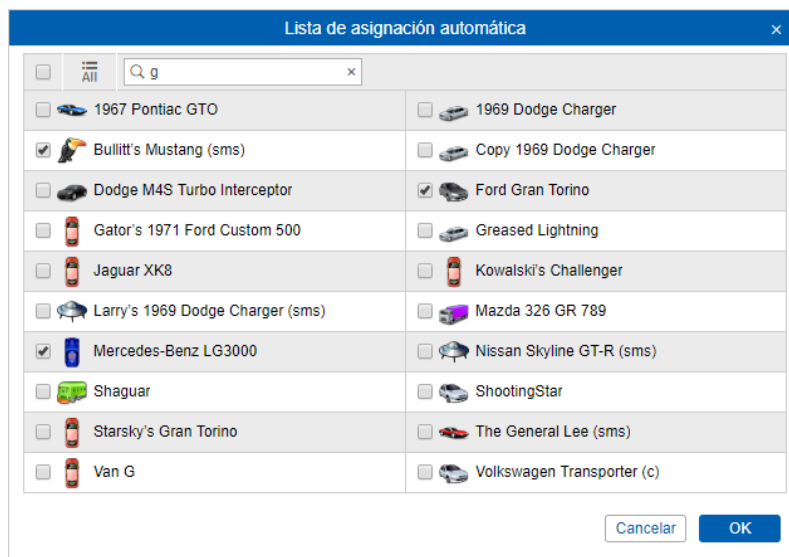 Lista de asignación automática ×
All g ×
1967 Pontiac GTO 1969 Dodge Charger
Bullitt's Mustang (sms) Copy 1969 Dodge Charger
Dodge M4S Turbo Interceptor Ford Gran Torino
Gator's 1971 Ford Custom 500 Greased Lightning
Jaguar XK8 Kowalski's Challenger
Larry's 1969 Dodge Charger (sms) Mazda 326 GR 789
Mercedes-Benz LG3000 Nissan Skyline GT-R (sms)
Shaguar ShootingStar
Starsky's Gran Torino The General Lee (sms)
Van G Volkswagen Transporter (c)
Cancelar OK